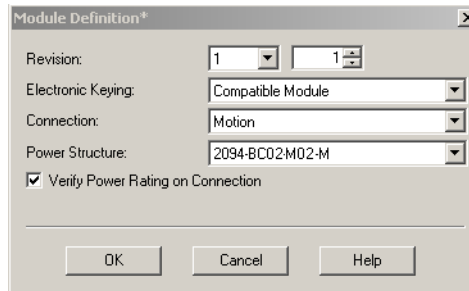 Module Definition*
Revision: 1 1
Electronic Keying: Compatible Module
Connection: Motion
Power Structure: 2094-BC02-M02-M
Verify Power Rating on Connection
OK Cancel Help